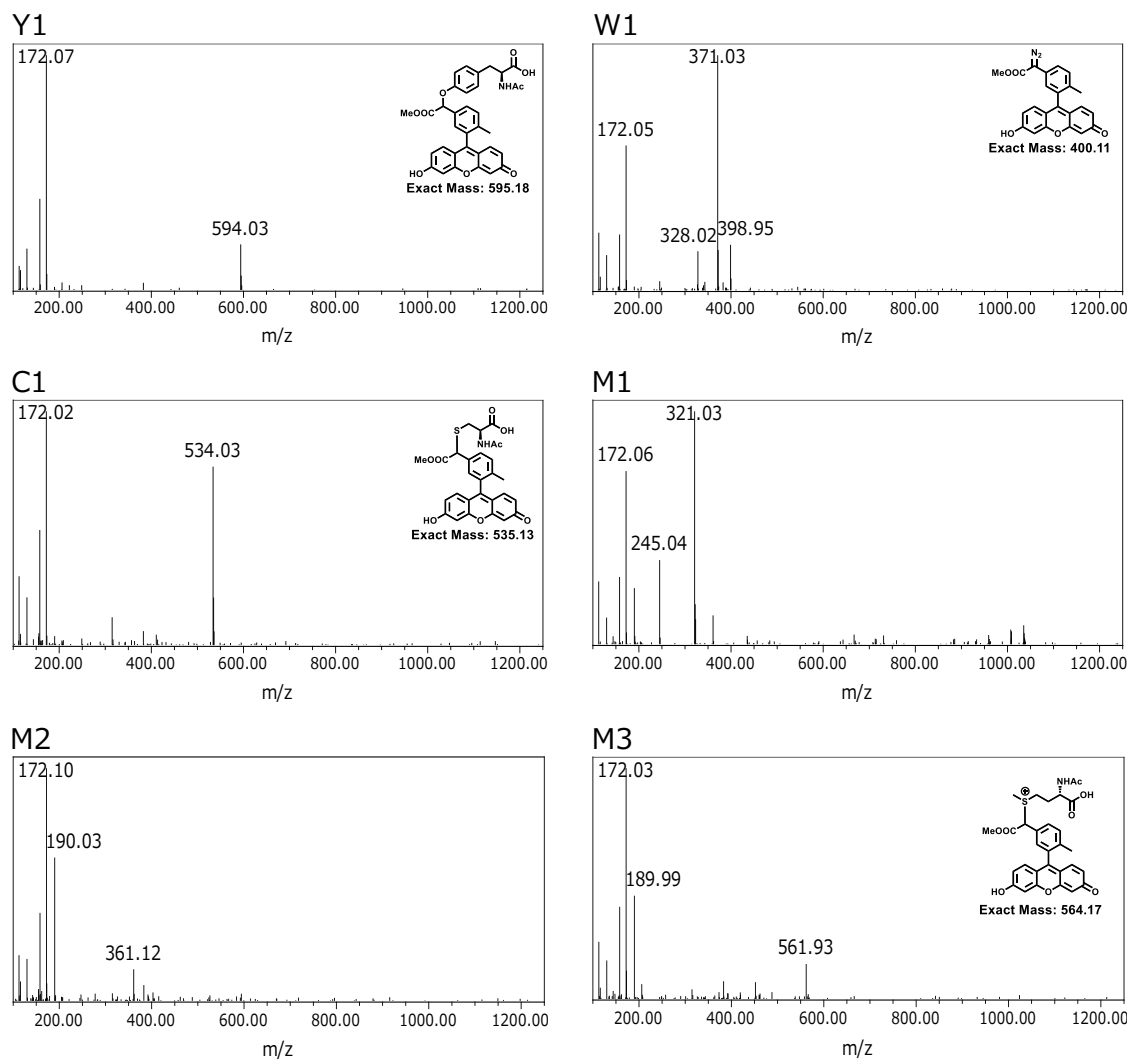 Y1
172.07
594.03
O
OH
NHAc
O
MeOOC
HO
O
O
Exact Mass: 595.18
200.00 400.00 600.00 800.00 1000.00 1200.00
m/z
W1
371.03
172.05
328.02
398.95
N2
MeOOC
HO
O
O
Exact Mass: 400.11
200.00 400.00 600.00 800.00 1000.00 1200.00
m/z
C1
172.02
534.03
O
S
OH
NHAc
MeOOC
HO
O
O
Exact Mass: 535.13
200.00 400.00 600.00 800.00 1000.00 1200.00
m/z
M1
321.03
172.06
245.04
200.00 400.00 600.00 800.00 1000.00 1200.00
m/z
M2
172.10
190.03
361.12
200.00 400.00 600.00 800.00 1000.00 1200.00
m/z
M3
172.03
189.99
561.93
NHAc
⊕
S
OH
O
MeOOC
HO
O
O
Exact Mass: 564.17
200.00 400.00 600.00 800.00 1000.00 1200.00
m/z